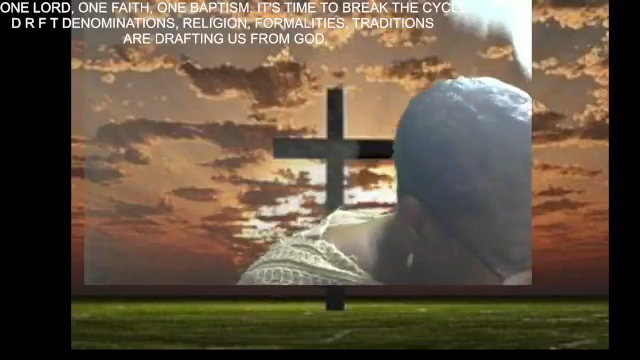 ONE LORD, ONE FAITH, ONE BAPTISM. IT'S TIME TO BREAK THE CYCLE
D R F T DENOMINATIONS, RELIGION, FORMALITIES, TRADITIONS
ARE DRAFTING US FROM GOD.